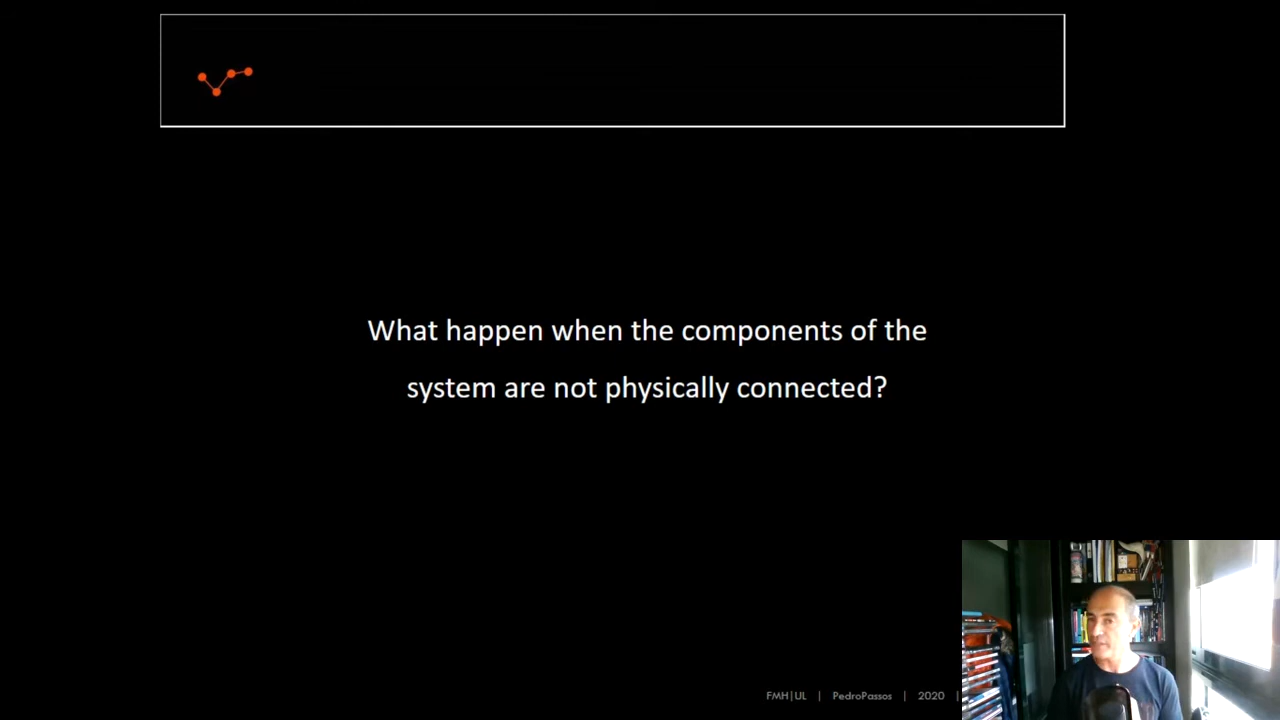 What happen when the components of the
system are not physically connected?
FMH|UL | PedroPassos | 2020 |